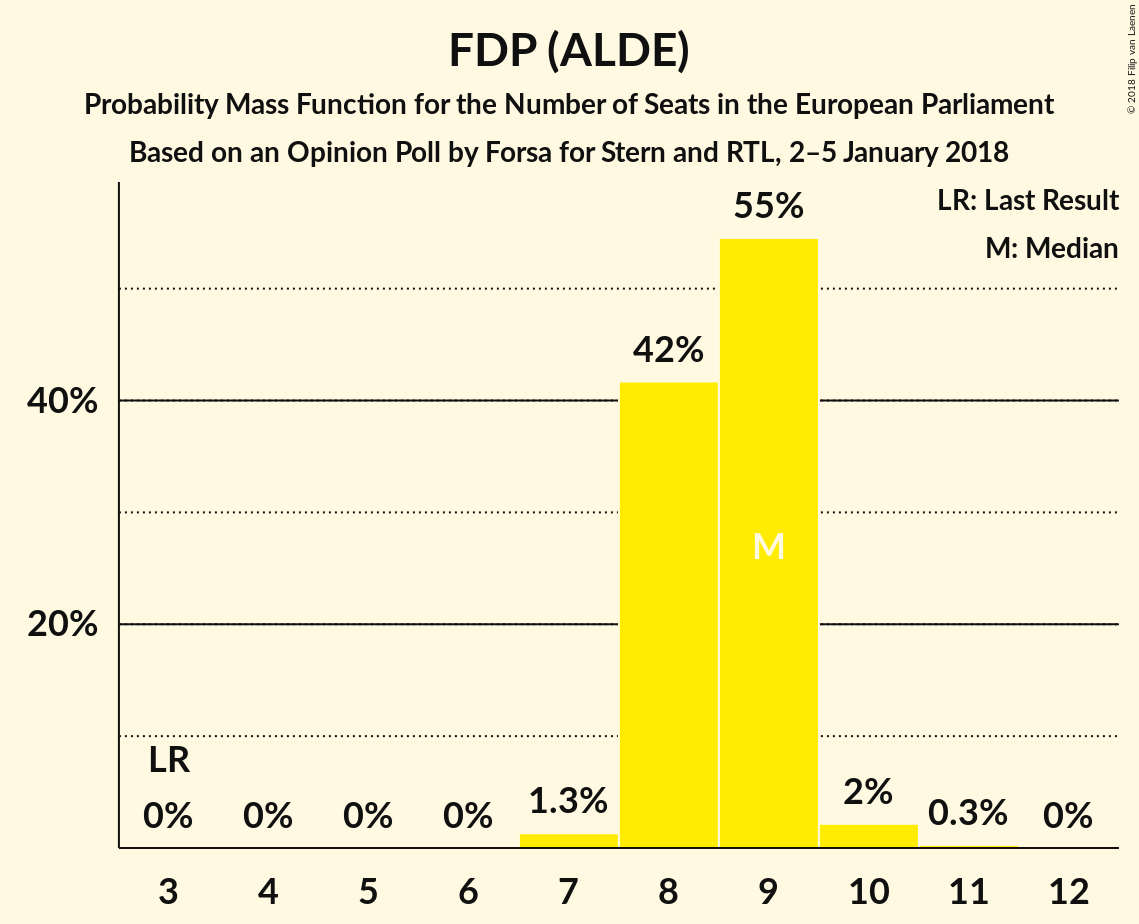 FDP (ALDE)
Probability Mass Function for the Number of Seats in the European Parliament
Based on an Opinion Poll by Forsa for Stern and RTL, 2–5 January 2018
© 2018 Filip van Laenen
LR: Last Result
M: Median
55%
42%
40%
M
20%
LR
0% 0% 0% 0% 1.3% 2% 0.3% 0%
3 4 5 6 7 8 9 10 11 12